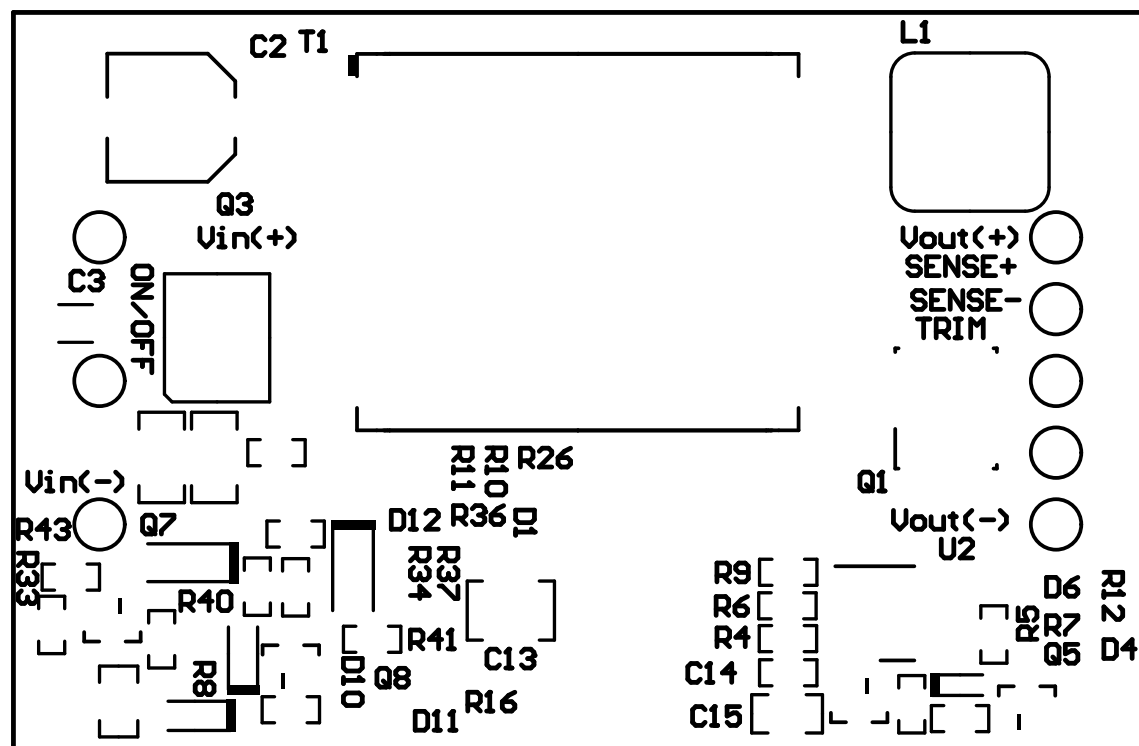 C2
T1
L1
Q3
Vin(+)
Vout(+)
SENSE+
C3
ON/OFF
SENSE-
TRIM
R11
R10
R26
Vin(-)
Q1
R43
Q7
D12
R36
D1
Vout(-)
U2
R33
R34
R37
R9
D6
R12
R40
R6
R5
R7
R41
R4
Q5
D4
C13
R8
D10
Q8
C14
R16
D11
C15